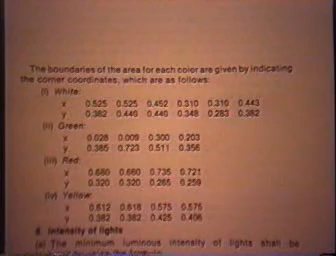 The boundaries of the area for each color are given by indicating
the corner coordinates, which are as follows:
(i) White:
x 0.525 0.525 0.452 0.310 0.310 0.443
y 0.382 0.440 0.440 0.348 0.283 0.382
(ii) Green:
x 0.028 0.009 0.300 0.203
y 0.385 0.723 0.511 0.356
(iii) Red:
x 0.680 0.660 0.735 0.721
y 0.320 0.320 0.265 0.259
(iv) Yellow:
x 0.612 0.618 0.575 0.575
y 0.382 0.382 0.425 0.406
8. Intensity of lights
(a) The minimum luminous intensity of lights shall be